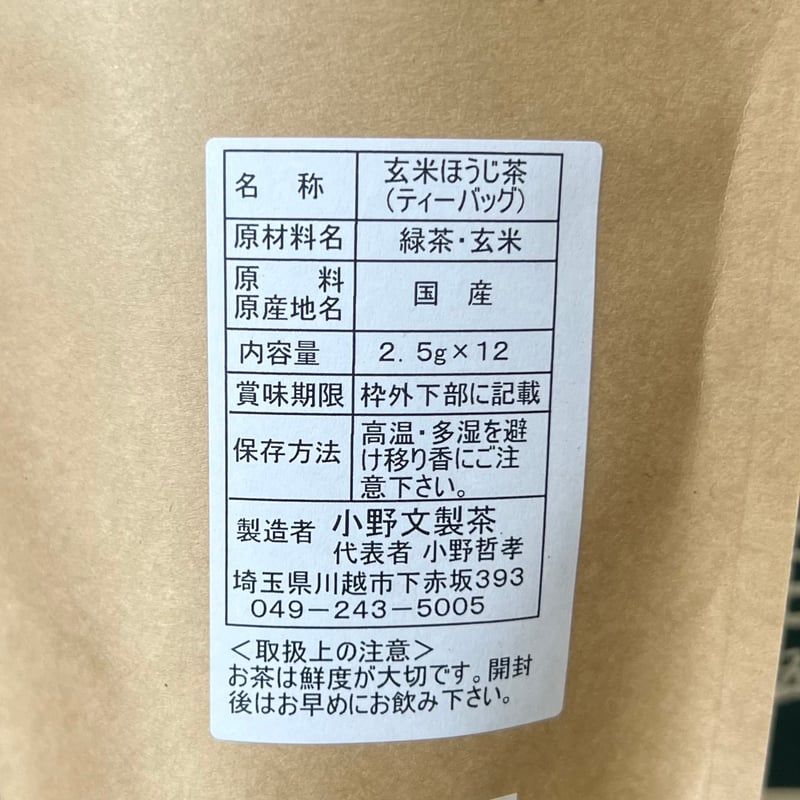 名 称 玄米ほうじ茶
(ティーバッグ)
原材料名 緑茶・玄米
原 料
原産地名 国 産
内容量 2.5g×12
賞味期限 枠外下部に記載
保存方法 高温・多湿を避
け移り香にご注
意下さい。
製造者 小野文製茶
代表者 小野哲孝
埼玉県川越市下赤坂393
049－243－5005
＜取扱上の注意＞
お茶は鮮度が大切です。開封
後はお早めにお飲み下さい。